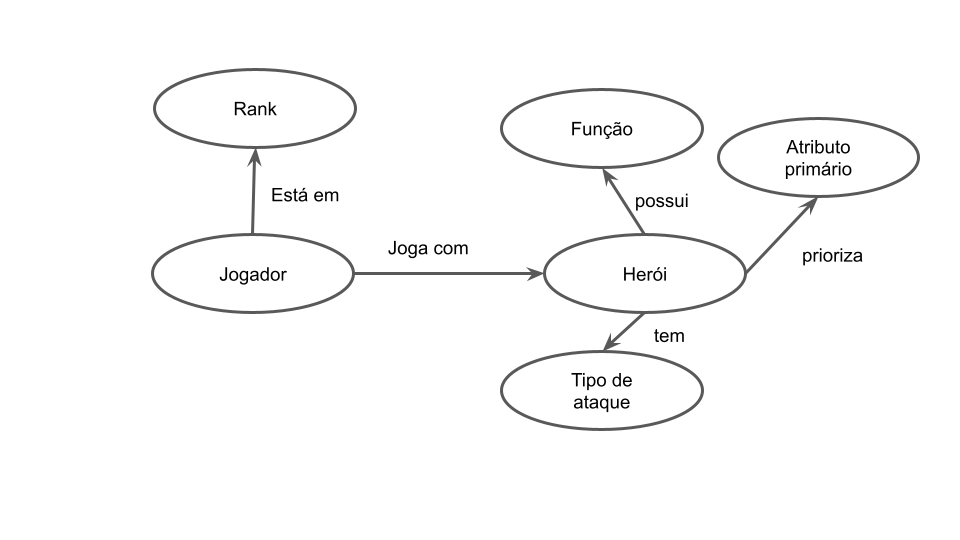 Rank
Função
Atributo
primário
Está em
possui
Joga com
prioriza
Jogador
Herói
tem
Tipo de
ataque